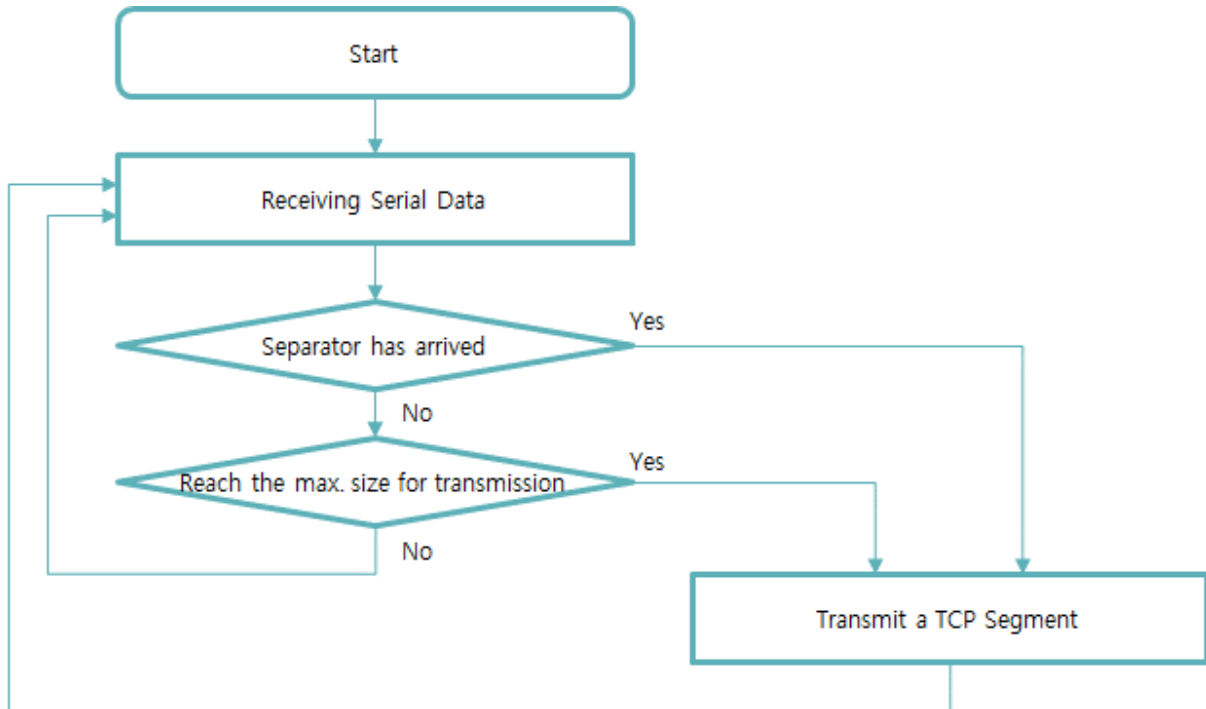 Start
Receiving Serial Data
Separator has arrived
Yes
No
Reach the max. size for transmission
Yes
No
Transmit a TCP Segment